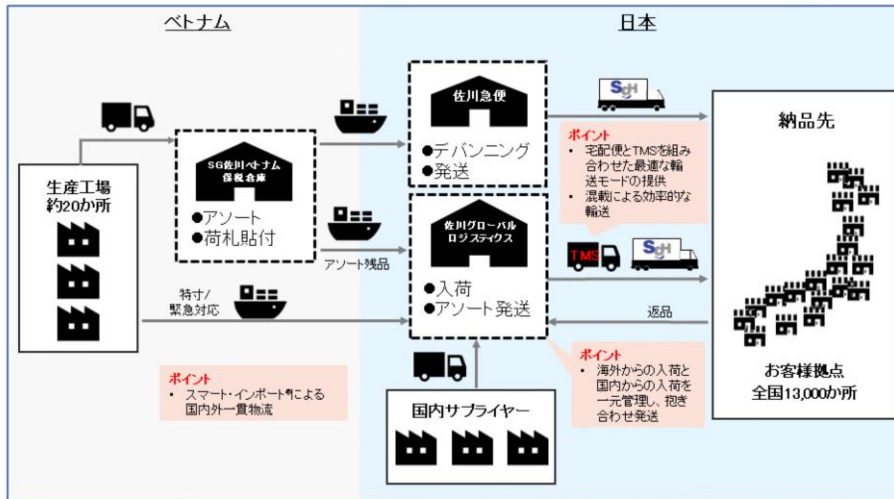 ベトナム
日本
生産工場
約20か所
SG佐川ベトナム
保税倉庫
●アソート
●荷札貼付
特寸/
緊急対応
アソート残品
ポイント
• スマート・インポート®による
国内外一貫物流
佐川急便
●デバンニング
●発送
佐川グローバル
ロジスティクス
●入荷
●アソート発送
SgH
ポイント
• 宅配便とTMSを組み
合わせた最適な輸
送モードの提供
• 混載による効率的な
輸送
TMS
SgH
返品
ポイント
• 海外からの入荷と
国内からの入荷を
一元管理し、抱き
合わせ発送
国内サプライヤー
納品先
お客様拠点
全国13,000か所